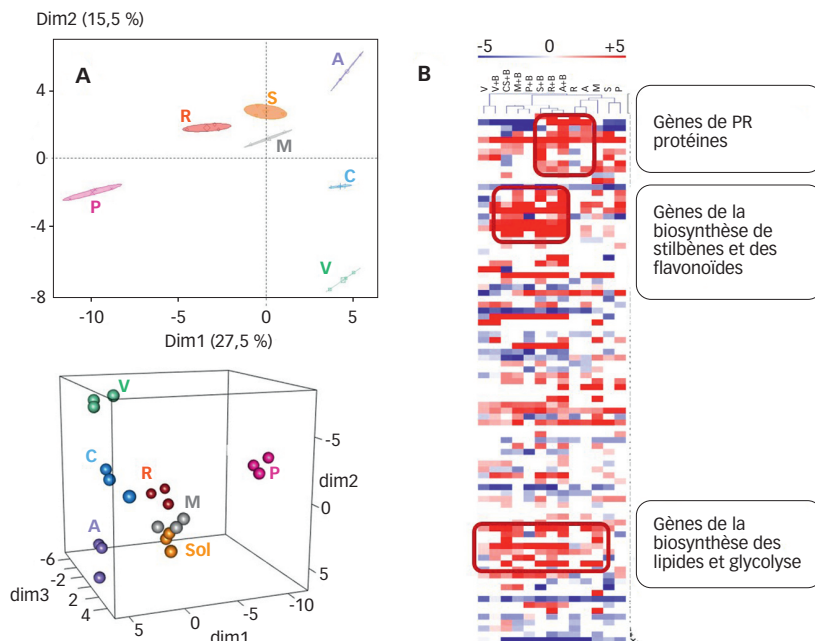 Dim2 (15,5 %)
A
A
S
R
M
C
P
V
4
0
-4
-8
-10
-5
0
5
Dim1 (27,5 %)
V
C
R
P
M
A
Sol
-5
dim2
0
5
-6
-2
2
4
dim3
5
0
-5
-10
dim1
B
-5
0
+5
V
V+B
CS+B
M+B
P+B
S+B
R+B
A+B
R
A
M
S
P
Gènes de PR
protéines
Gènes de la
biosynthèse de
stilbènes et des
flavonoïdes
Gènes de la
biosynthèse des
lipides et glycolyse